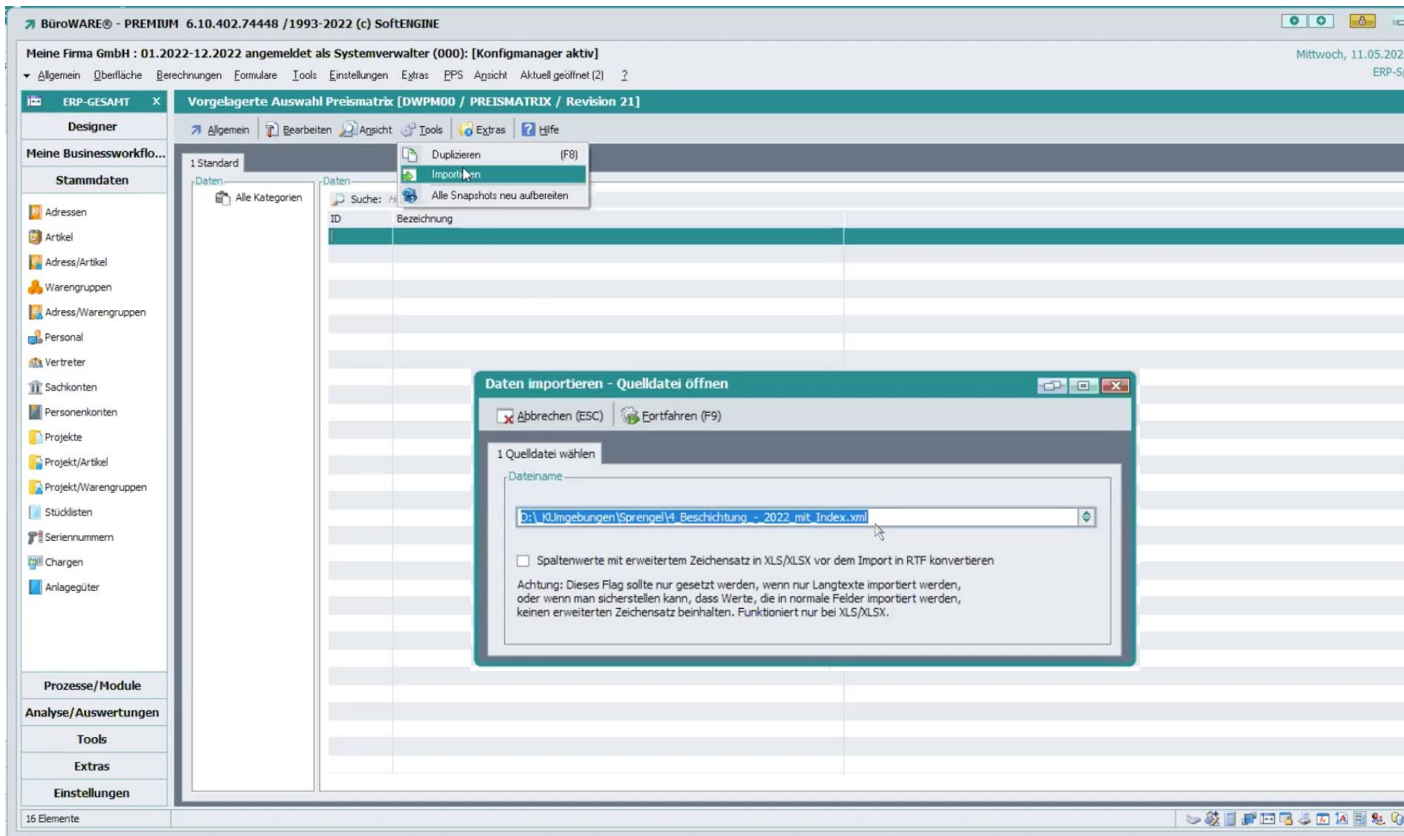 BüroWARE® - PREMIUM 6.10.402.74448 /1993-2022 (c) SoftENGINE
Meine Firma GmbH : 01.2022-12.2022 angemeldet als Systemverwalter (000): [Konfigmanager aktiv]
Mittwoch, 11.05.202
Allgemein Oberfläche Berechnungen Formulare Tools Einstellungen Extras PPS Ansicht Aktuell geöffnet (2) ?
ERP-S
ERP-GESAMT X
Vorgelagerte Auswahl Preismatrix [DWPM00 / PREISMATRIX / Revision 21]
Designer
Allgemein Bearbeiten Ansicht Tools Extras Hilfe
Meine Businessworkflo...
Duplizieren (F8)
1 Standard
Importieren
Stammdaten
Daten
Daten
Alle Snapshots neu aufbereiten
Alle Kategorien
Suche:
ID Bezeichnung
Adressen
Artikel
Adress/Artikel
Warengruppen
Adress/Warengruppen
Personal
Vertreter
Sachkonten
Personenkonten
Projekte
Projekt/Artikel
Projekt/Warengruppen
Stücklisten
Seriennummern
Chargen
Anlagegüter
Daten importieren - Quelldatei öffnen
Abbrechen (ESC) Fortfahren (F9)
1 Quelldatei wählen
Dateiname
D:\_KUmgebungen\Sprengel\4_Beschichtung_-_2022_mit_Index.xml
Spaltenwerte mit erweitertem Zeichensatz in XLS/XLSX vor dem Import in RTF konvertieren
Achtung: Dieses Flag sollte nur gesetzt werden, wenn nur Langtexte importiert werden,
oder wenn man sicherstellen kann, dass Werte, die in normale Felder importiert werden,
keinen erweiterten Zeichensatz beinhalten. Funktioniert nur bei XLS/XLSX.
Prozesse/Module
Analyse/Auswertungen
Tools
Extras
Einstellungen
16 Elemente